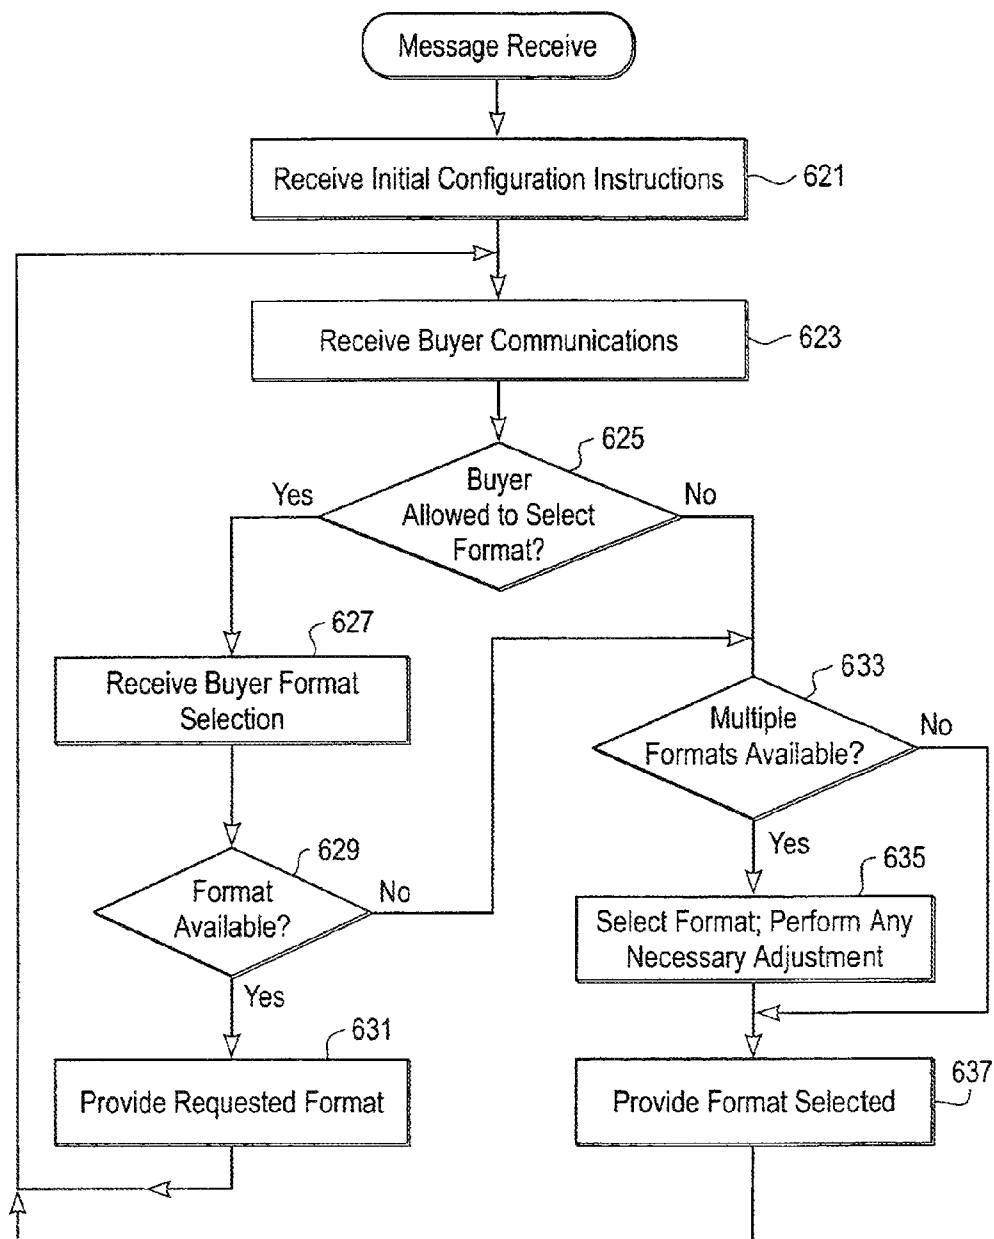 Message Receive
Receive Initial Configuration Instructions
621
Receive Buyer Communications
623
625
Buyer
Allowed to Select
Format?
Yes
No
627
Receive Buyer Format
Selection
633
Multiple
Formats Available?
No
Yes
629
Format
Available?
No
Yes
635
Select Format; Perform Any
Necessary Adjustment
631
Provide Requested Format
637
Provide Format Selected